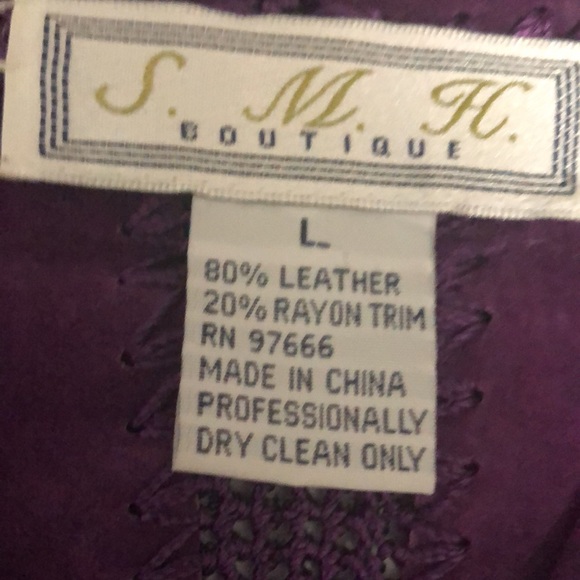 S. M. H.
BOUTIQUE
L
80% LEATHER
20% RAYON TRIM
RN 97666
MADE IN CHINA
PROFESSIONALLY
DRY CLEAN ONLY